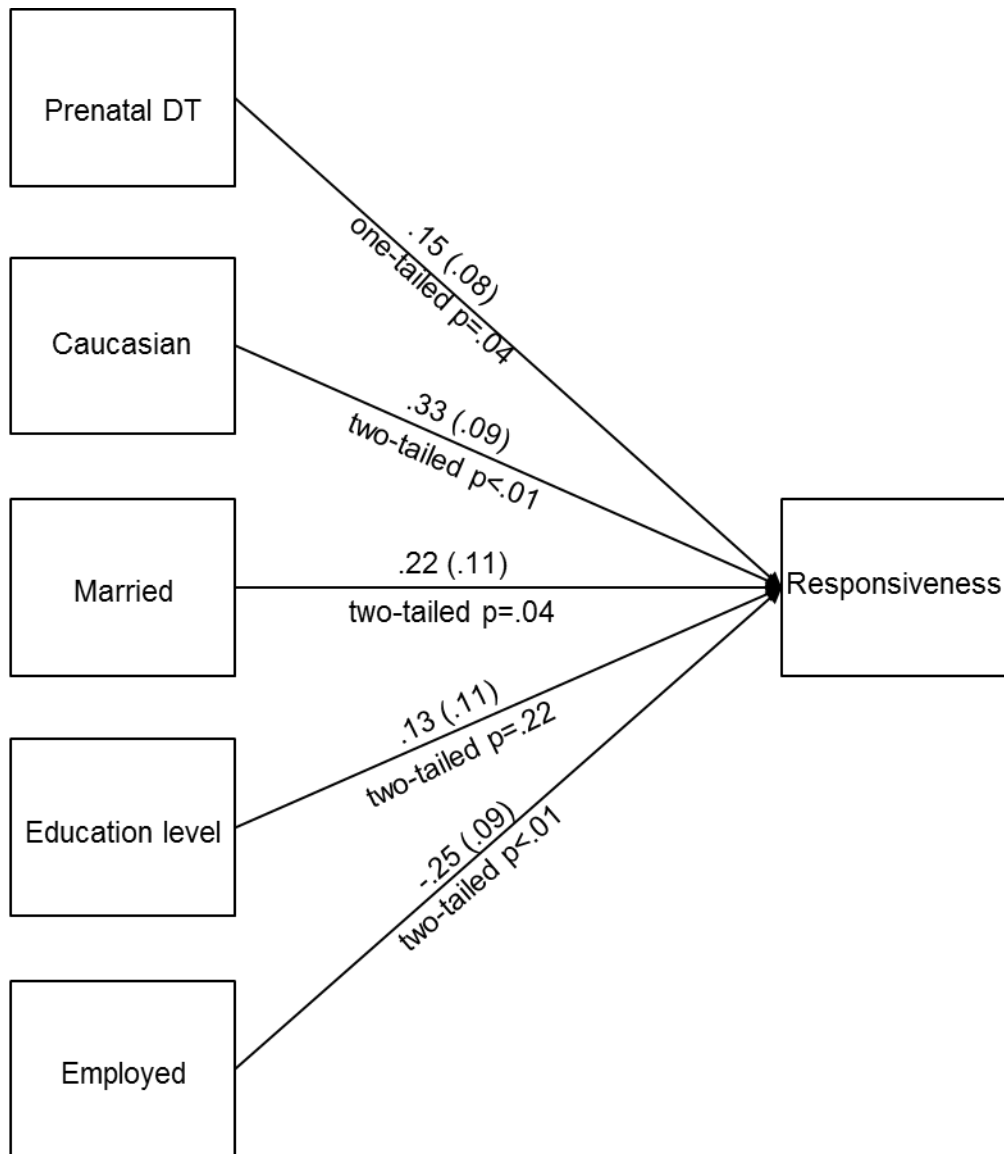 Prenatal DT
.15 (.08)
one-tailed p=.04
Caucasian
.33 (.09)
two-tailed p<.01
Married
.22 (.11)
two-tailed p=.04
Responsiveness
Education level
.13 (.11)
two-tailed p=.22
Employed
-.25 (.09)
two-tailed p<.01